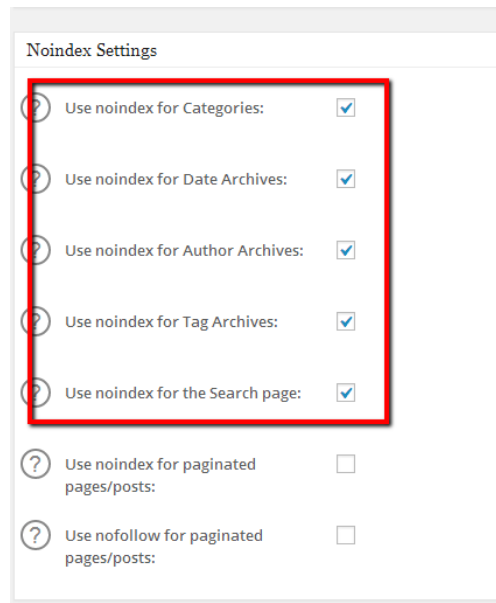 Noindex Settings
Use noindex for Categories:
Use noindex for Date Archives:
Use noindex for Author Archives:
Use noindex for Tag Archives:
Use noindex for the Search page:
Use noindex for paginated
pages/posts:
Use nofollow for paginated
pages/posts: